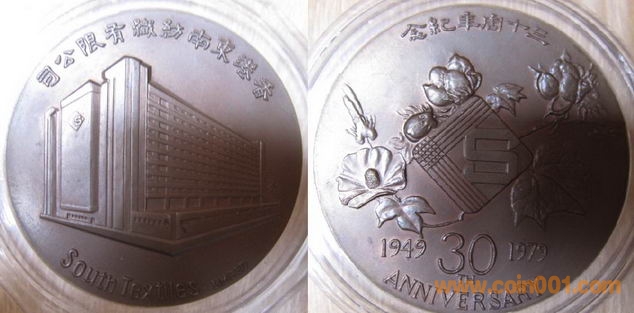 香港東南紡織有限公司
South Textiles
三十周年紀念
S
1949 30 1979
TH
ANNIVERSARY
www.coin001.com